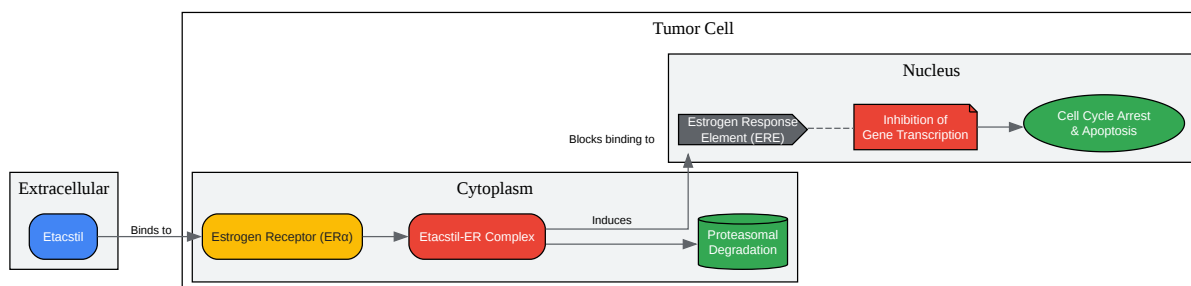 Tumor Cell
Nucleus
Estrogen Response
Element (ERE)
Inhibition of
Gene Transcription
Cell Cycle Arrest
& Apoptosis
Blocks binding to
Extracellular
Etacstil
Binds to
Cytoplasm
Estrogen Receptor (ERα)
Etacstil-ER Complex
Induces
Proteasomal
Degradation